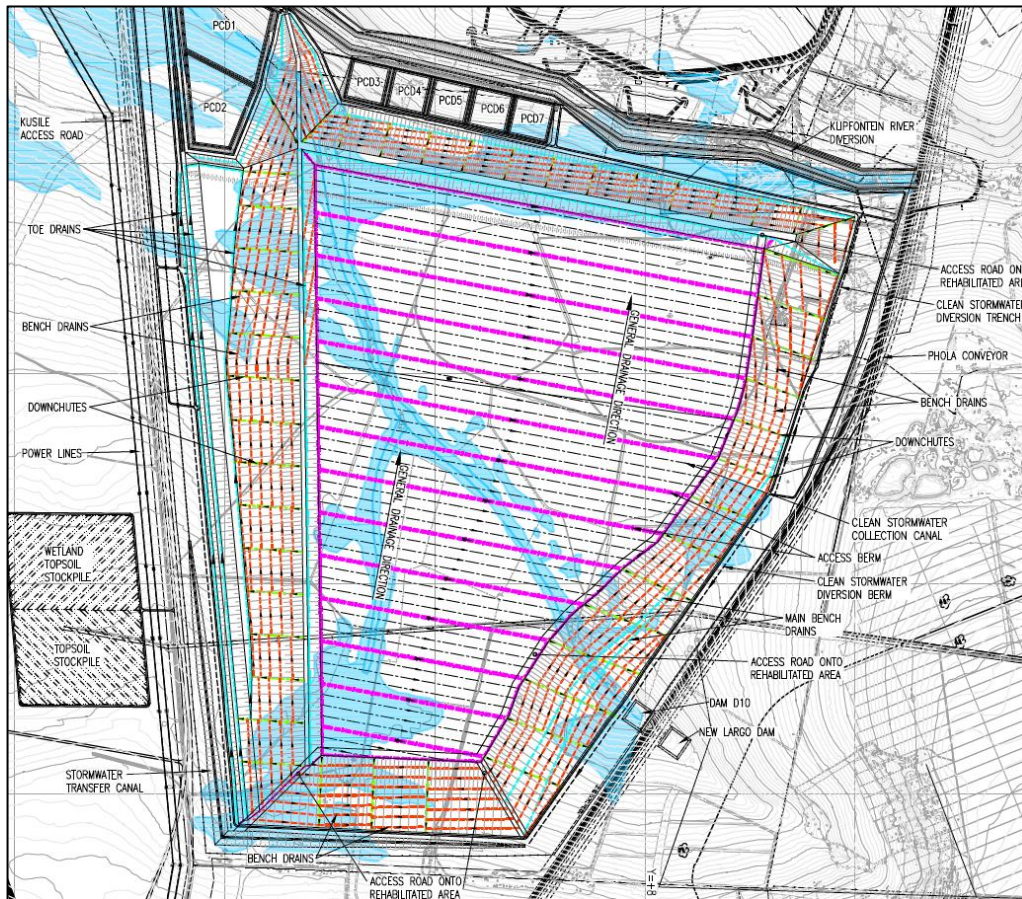 PCD1
PCD2
PCD3
PCD4
PCD5
PCD6
PCD7
KUSILE
ACCESS ROAD
KLIPFONTEIN RIVER
DIVERSION
TOE DRAINS
ACCESS ROAD ON
REHABILITATED ARE
CLEAN STORMWATER
DIVERSION TRENCH
BENCH DRAINS
PHOLA CONVEYOR
GENERAL DRAINAGE DIRECTION
GENERAL DRAINAGE DIRECTION
BENCH DRAINS
DOWNCHUTES
DOWNCHUTES
POWER LINES
CLEAN STORMWATER
COLLECTION CANAL
WETLAND
TOPSOIL
STOCKPILE
ACCESS BERM
CLEAN STORMWATER
DIVERSION BERM
MAIN BENCH
DRAINS
TOPSOIL
STOCKPILE
ACCESS ROAD ONTO
REHABILITATED AREA
DAM D10
NEW LARGO DAM
STORMWATER
TRANSFER CANAL
BENCH DRAINS
ACCESS ROAD ONTO
REHABILITATED AREA